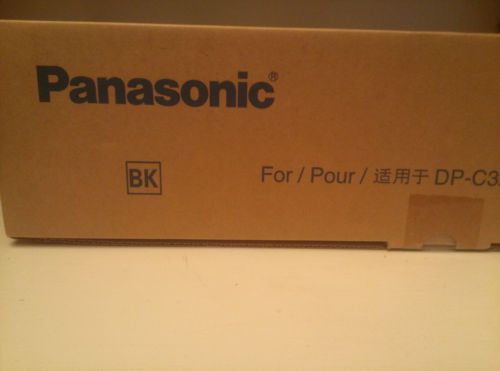 Panasonic®
BK
For / Pour / 适用于 DP-C3